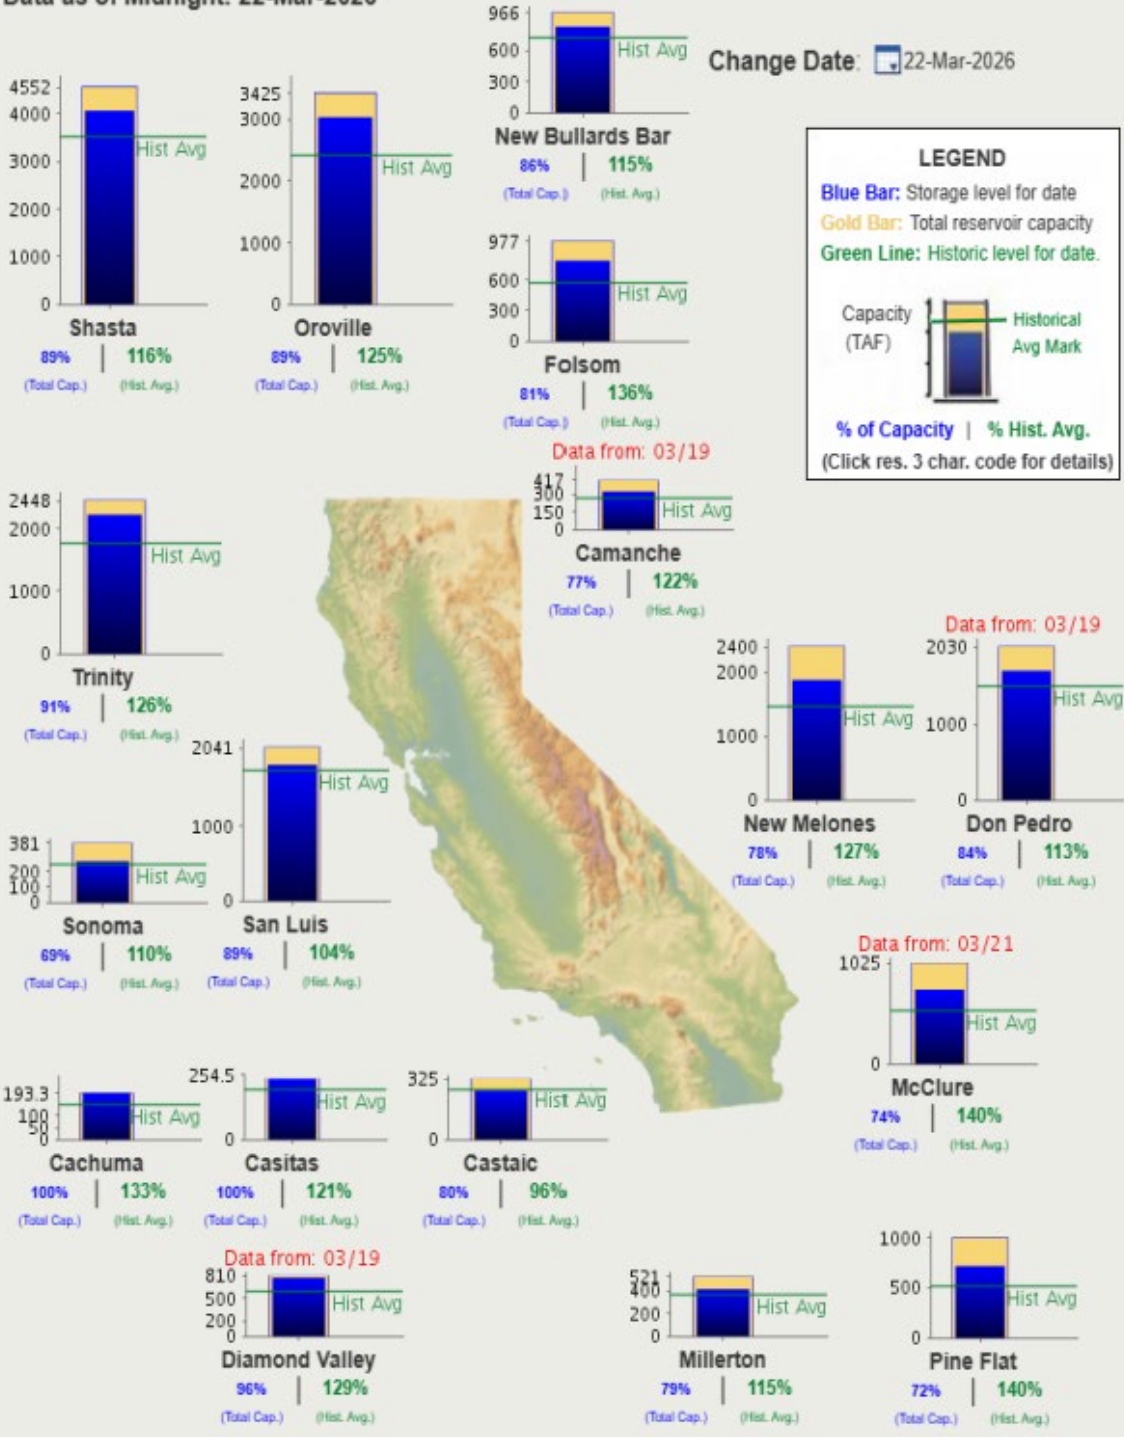 Data as of Midnight: 22-Mar-2026
Change Date: 22-Mar-2026
966
600
300
0
Hist Avg
New Bullards Bar
86% | 115%
(Total Cap.) (Hist. Avg.)
4552
4000
3000
2000
1000
0
Hist Avg
Shasta
89% | 116%
(Total Cap.) (Hist. Avg.)
3425
3000
2000
1000
0
Hist Avg
Oroville
89% | 125%
(Total Cap.) (Hist. Avg.)
977
600
300
0
Hist Avg
Folsom
81% | 136%
(Total Cap.) (Hist. Avg.)
LEGEND
Blue Bar: Storage level for date
Gold Bar: Total reservoir capacity
Green Line: Historic level for date.
Capacity
(TAF)
Historical
Avg Mark
% of Capacity | % Hist. Avg.
(Click res. 3 char. code for details)
Data from: 03/19
417
300
150
0
Hist Avg
Camanche
77% | 122%
(Total Cap.) (Hist. Avg.)
2448
2000
1000
0
Hist Avg
Trinity
91% | 126%
(Total Cap.) (Hist. Avg.)
2400
2000
1000
0
Hist Avg
New Melones
78% | 127%
(Total Cap.) (Hist. Avg.)
Data from: 03/19
2030
1000
0
Hist Avg
Don Pedro
84% | 113%
(Total Cap.) (Hist. Avg.)
381
200
100
0
Hist Avg
Sonoma
69% | 110%
(Total Cap.) (Hist. Avg.)
2041
1000
0
Hist Avg
San Luis
89% | 104%
(Total Cap.) (Hist. Avg.)
Data from: 03/21
1025
0
Hist Avg
McClure
74% | 140%
(Total Cap.) (Hist. Avg.)
193.3
100
50
0
Hist Avg
Cachuma
100% | 133%
(Total Cap.) (Hist. Avg.)
254.5
0
Hist Avg
Casitas
100% | 121%
(Total Cap.) (Hist. Avg.)
325
0
Hist Avg
Castaic
80% | 96%
(Total Cap.) (Hist. Avg.)
Data from: 03/19
810
500
200
0
Hist Avg
Diamond Valley
96% | 129%
(Total Cap.) (Hist. Avg.)
521
400
200
0
Hist Avg
Millerton
79% | 115%
(Total Cap.) (Hist. Avg.)
1000
500
0
Hist Avg
Pine Flat
72% | 140%
(Total Cap.) (Hist. Avg.)